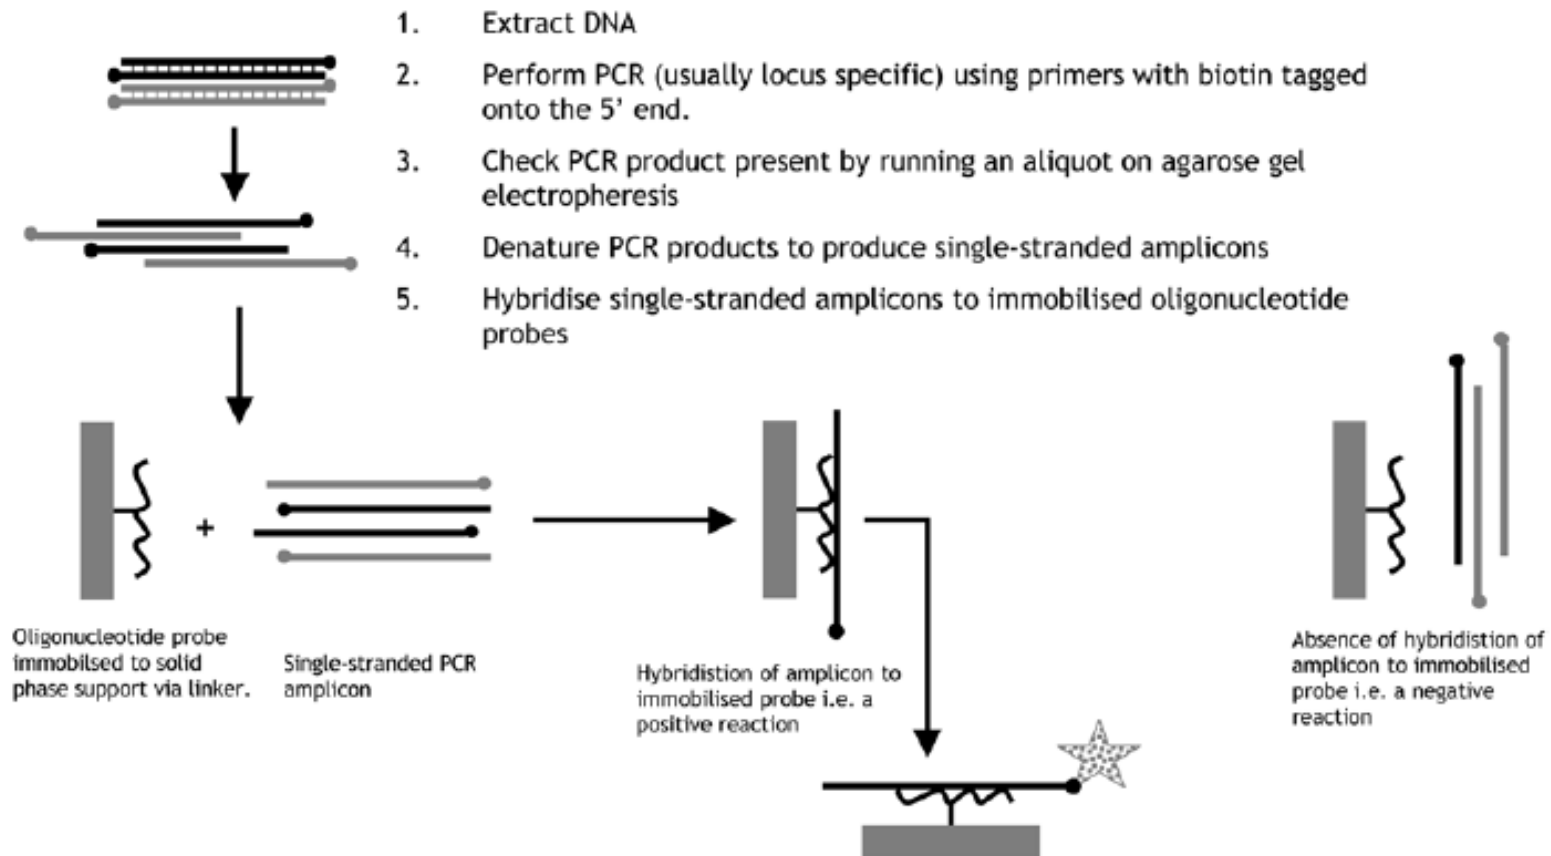 1. Extract DNA
2. Perform PCR (usually locus specific) using primers with biotin tagged
onto the 5' end.
3. Check PCR product present by running an aliquot on agarose gel
electropheresis
4. Denature PCR products to produce single-stranded amplicons
5. Hybridise single-stranded amplicons to immobilised oligonucleotide
probes
+
Oligonucleotide probe
immobilsed to solid
phase support via linker.
Single-stranded PCR
amplicon
Hybridistion of amplicon to
immobilised probe i.e. a
positive reaction
Absence of hybridistion of
amplicon to immobilised
probe i.e. a negative
reaction